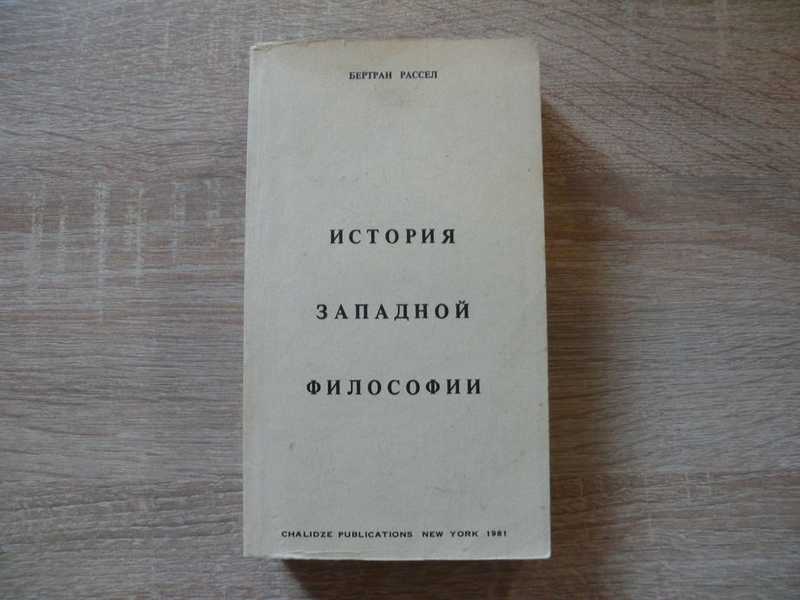 БЕРТРАН РАССЕЛ
ИСТОРИЯ
ЗАПАДНОЙ
ФИЛОСОФИИ
CHALIDZE PUBLICATIONS NEW YORK 1981